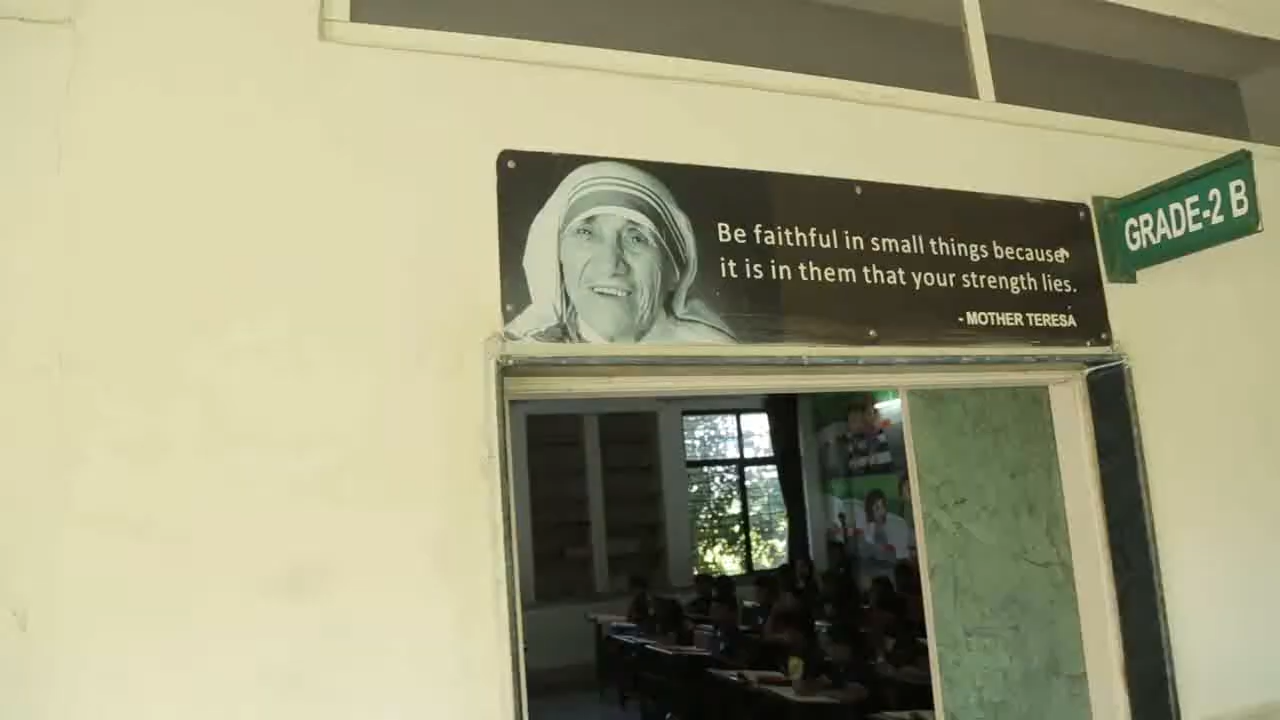 Be faithful in small things because
it is in them that your strength lies.
- MOTHER TERESA
GRADE-2 B